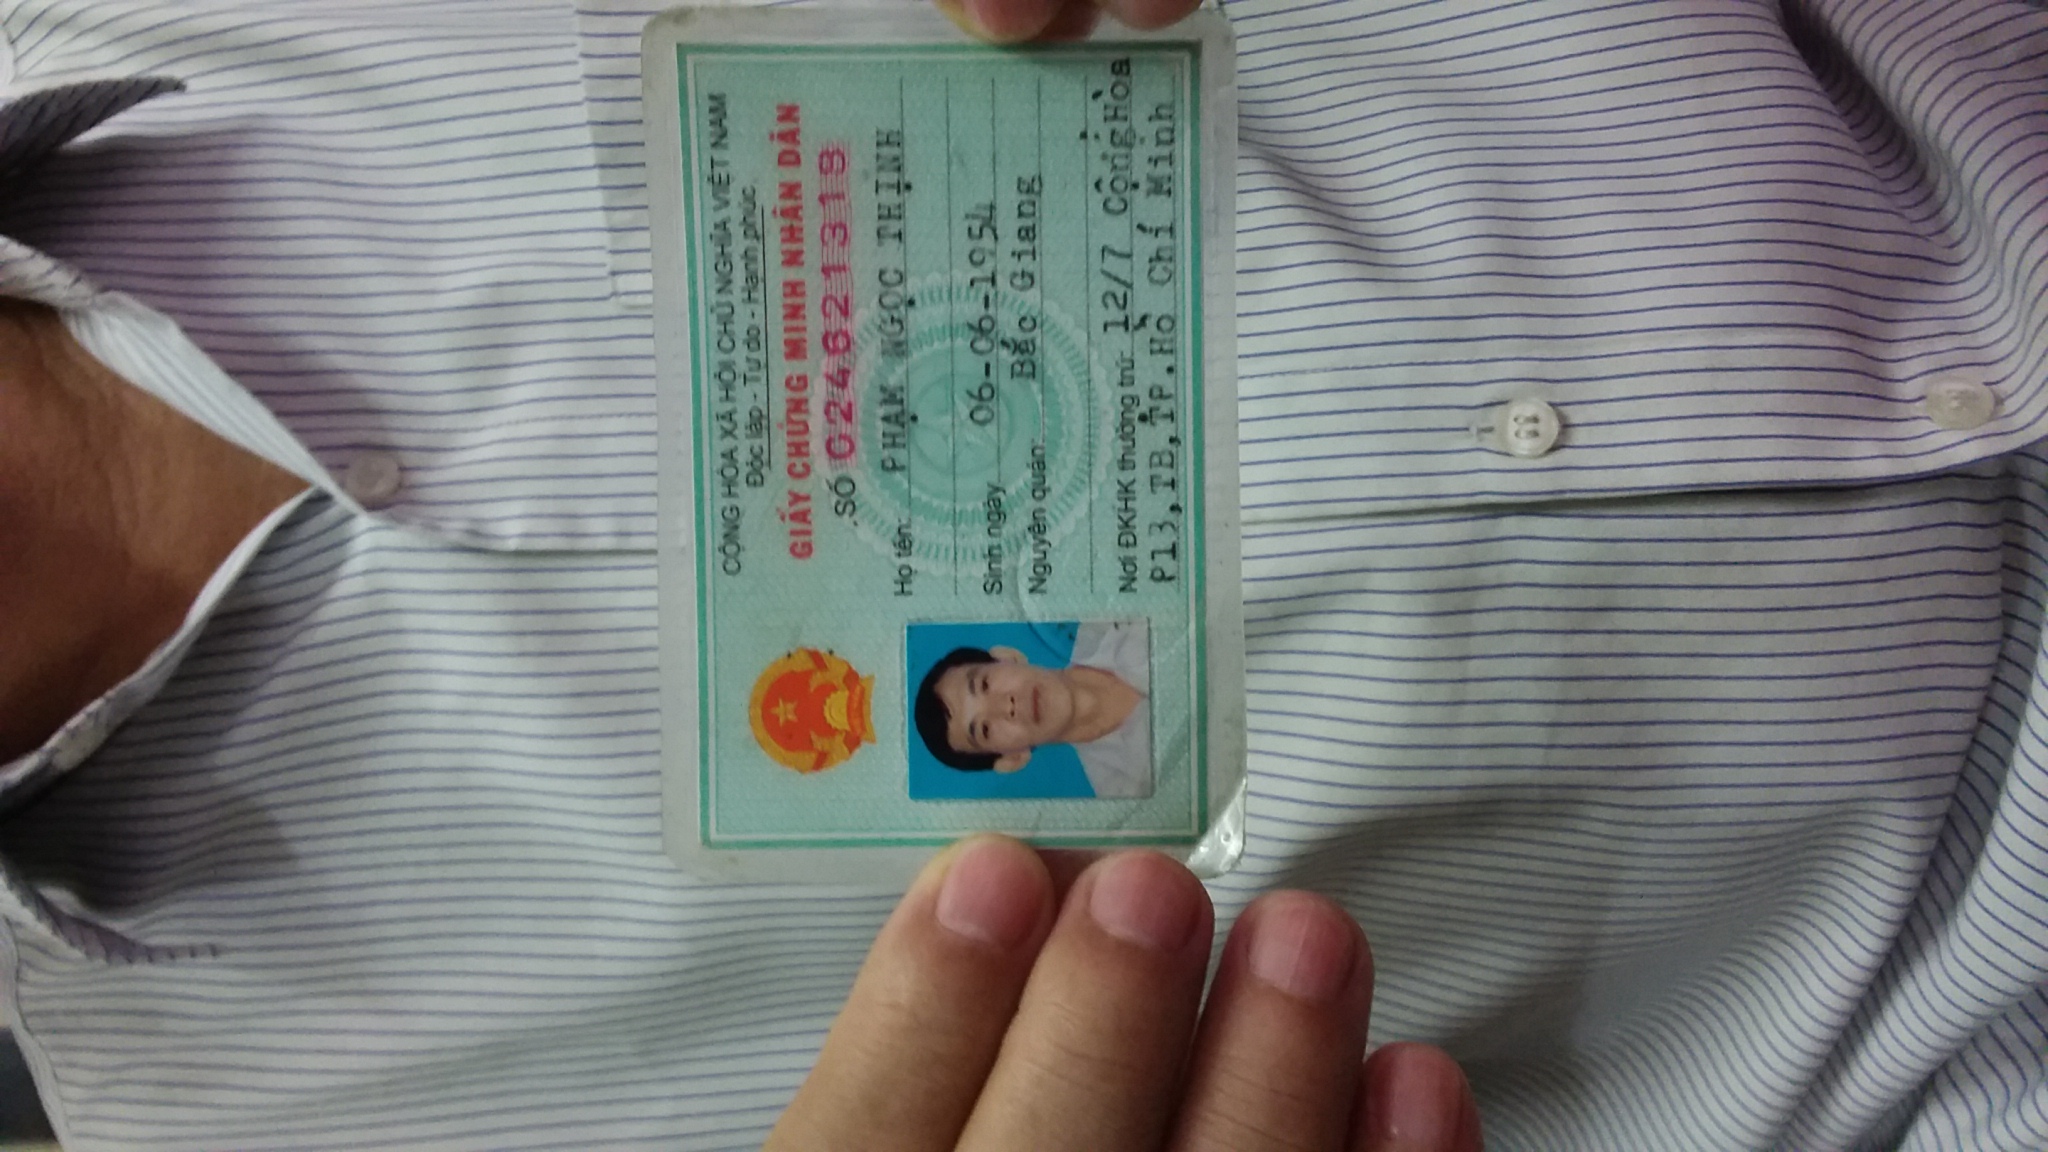 CỘNG HÒA XÃ HỘI CHỦ NGHĨA VIỆT NAM
Độc lập - Tự do - Hạnh phúc
GIẤY CHỨNG MINH NHÂN DÂN
SỐ 024621318
Họ tên: PHẠM NGỌC THỊNH
Sinh ngày 06-06-1954
Nguyên quán: Bắc Giang
Nơi ĐKHK thường trú: 12/7 Cộng Hòa
P13,TB,TP.Hồ Chí Minh